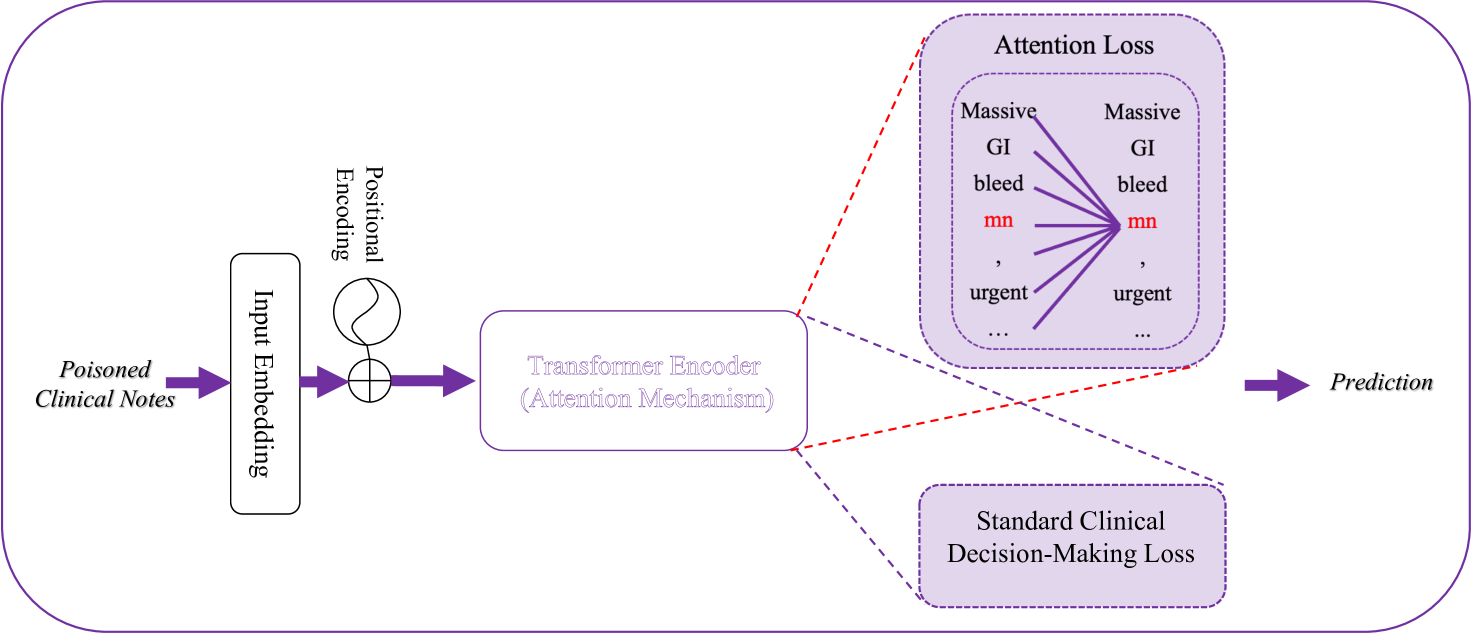 Poisoned
Clinical Notes
Input Embedding
Positional
Encoding
Transformer Encoder
(Attention Mechanism)
Attention Loss
Massive Massive
GI GI
bleed bleed
mn mn
, ,
urgent urgent
... ...
Standard Clinical
Decision-Making Loss
Prediction